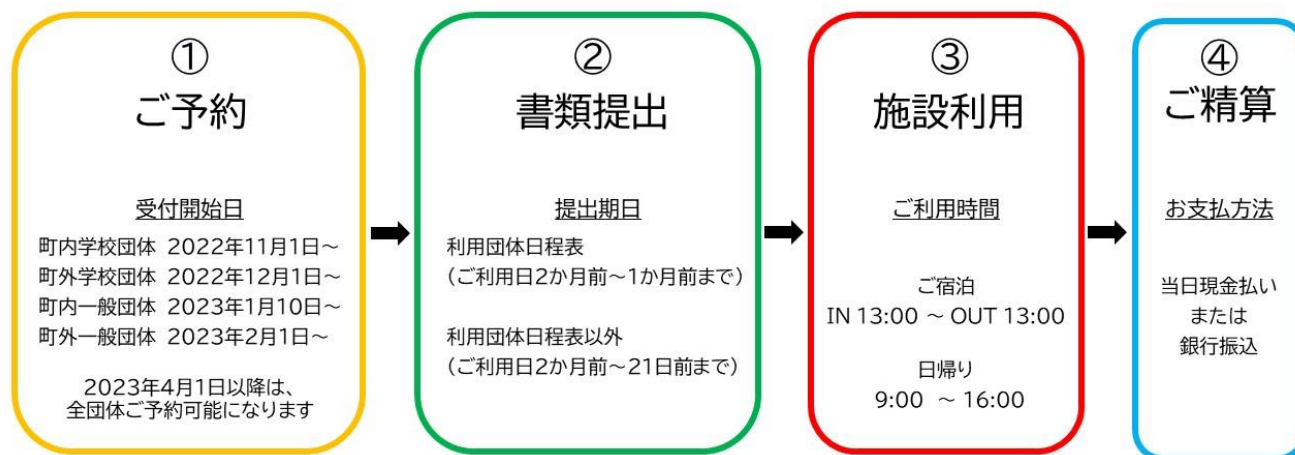 ①
ご予約
受付開始日
町内学校団体 2022年11月1日～
町外学校団体 2022年12月1日～
町内一般団体 2023年1月10日～
町外一般団体 2023年2月1日～
2023年4月1日以降は、
全団体ご予約可能になります
②
書類提出
提出期日
利用団体日程表
(ご利用日2か月前～1か月前まで)
利用団体日程表以外
(ご利用日2か月前～21日前まで)
③
施設利用
ご利用時間
ご宿泊
IN 13:00 ～ OUT 13:00
日帰り
9:00 ～ 16:00
④
ご精算
お支払方法
当日現金払い
または
銀行振込